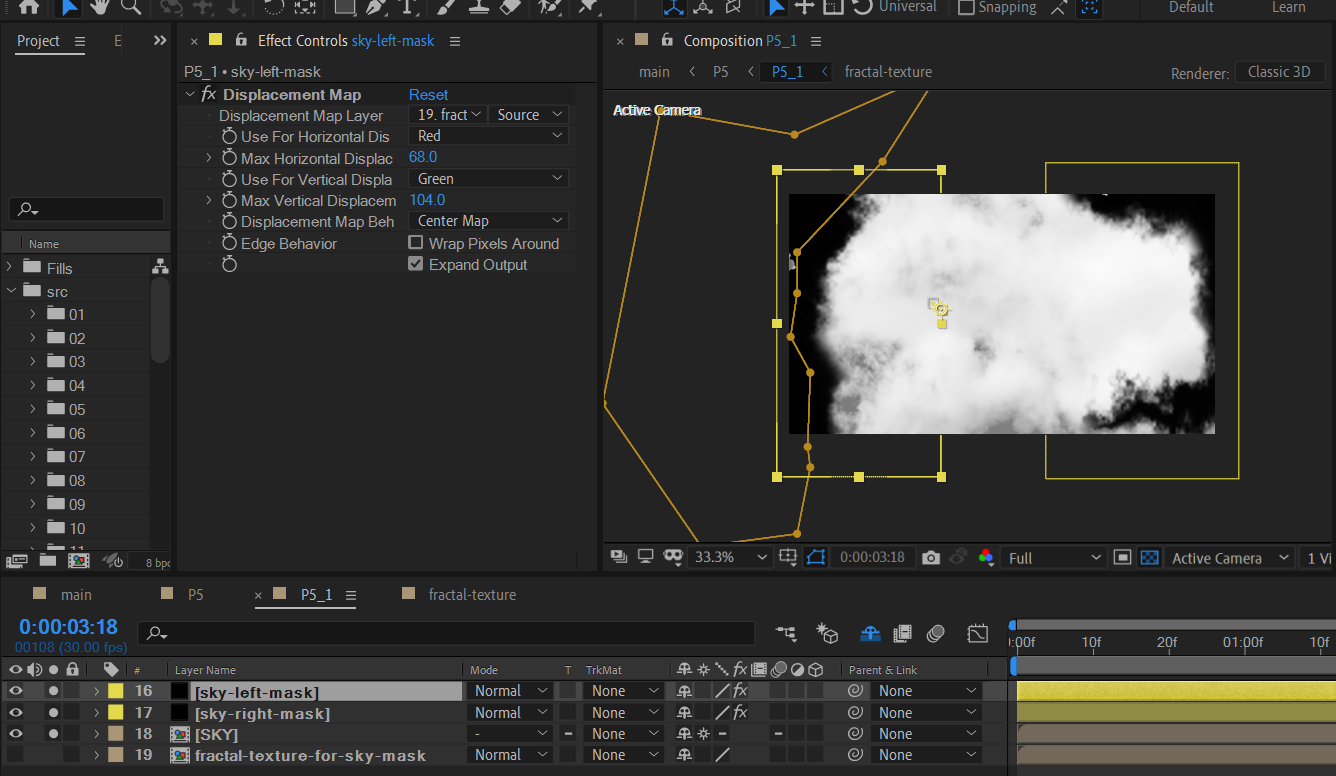 Universal
Snapping
Default
Learn
Project
E
Effect Controls sky-left-mask
Composition P5_1
P5_1 • sky-left-mask
main
P5
P5_1
fractal-texture
Renderer:
Classic 3D
fx Displacement Map
Reset
Displacement Map Layer
19. fract
Source
Use For Horizontal Dis
Red
Max Horizontal Displac
68.0
Use For Vertical Displa
Green
Max Vertical Displacem
104.0
Displacement Map Beh
Center Map
Edge Behavior
Wrap Pixels Around
Expand Output
Active Camera
Name
Fills
src
01
02
03
04
05
06
07
08
09
10
11
8 bpc
33.3%
0:00:03:18
Full
Active Camera
1 Vi
main
P5
P5_1
fractal-texture
0:00:03:18
00108 (30.00 fps)
:00f
10f
20f
01:00f
10f
#
Layer Name
Mode
T
TrkMat
fx
Parent & Link
16
[sky-left-mask]
Normal
None
fx
None
17
[sky-right-mask]
Normal
None
fx
None
18
[SKY]
-
None
None
19
fractal-texture-for-sky-mask
Normal
None
None